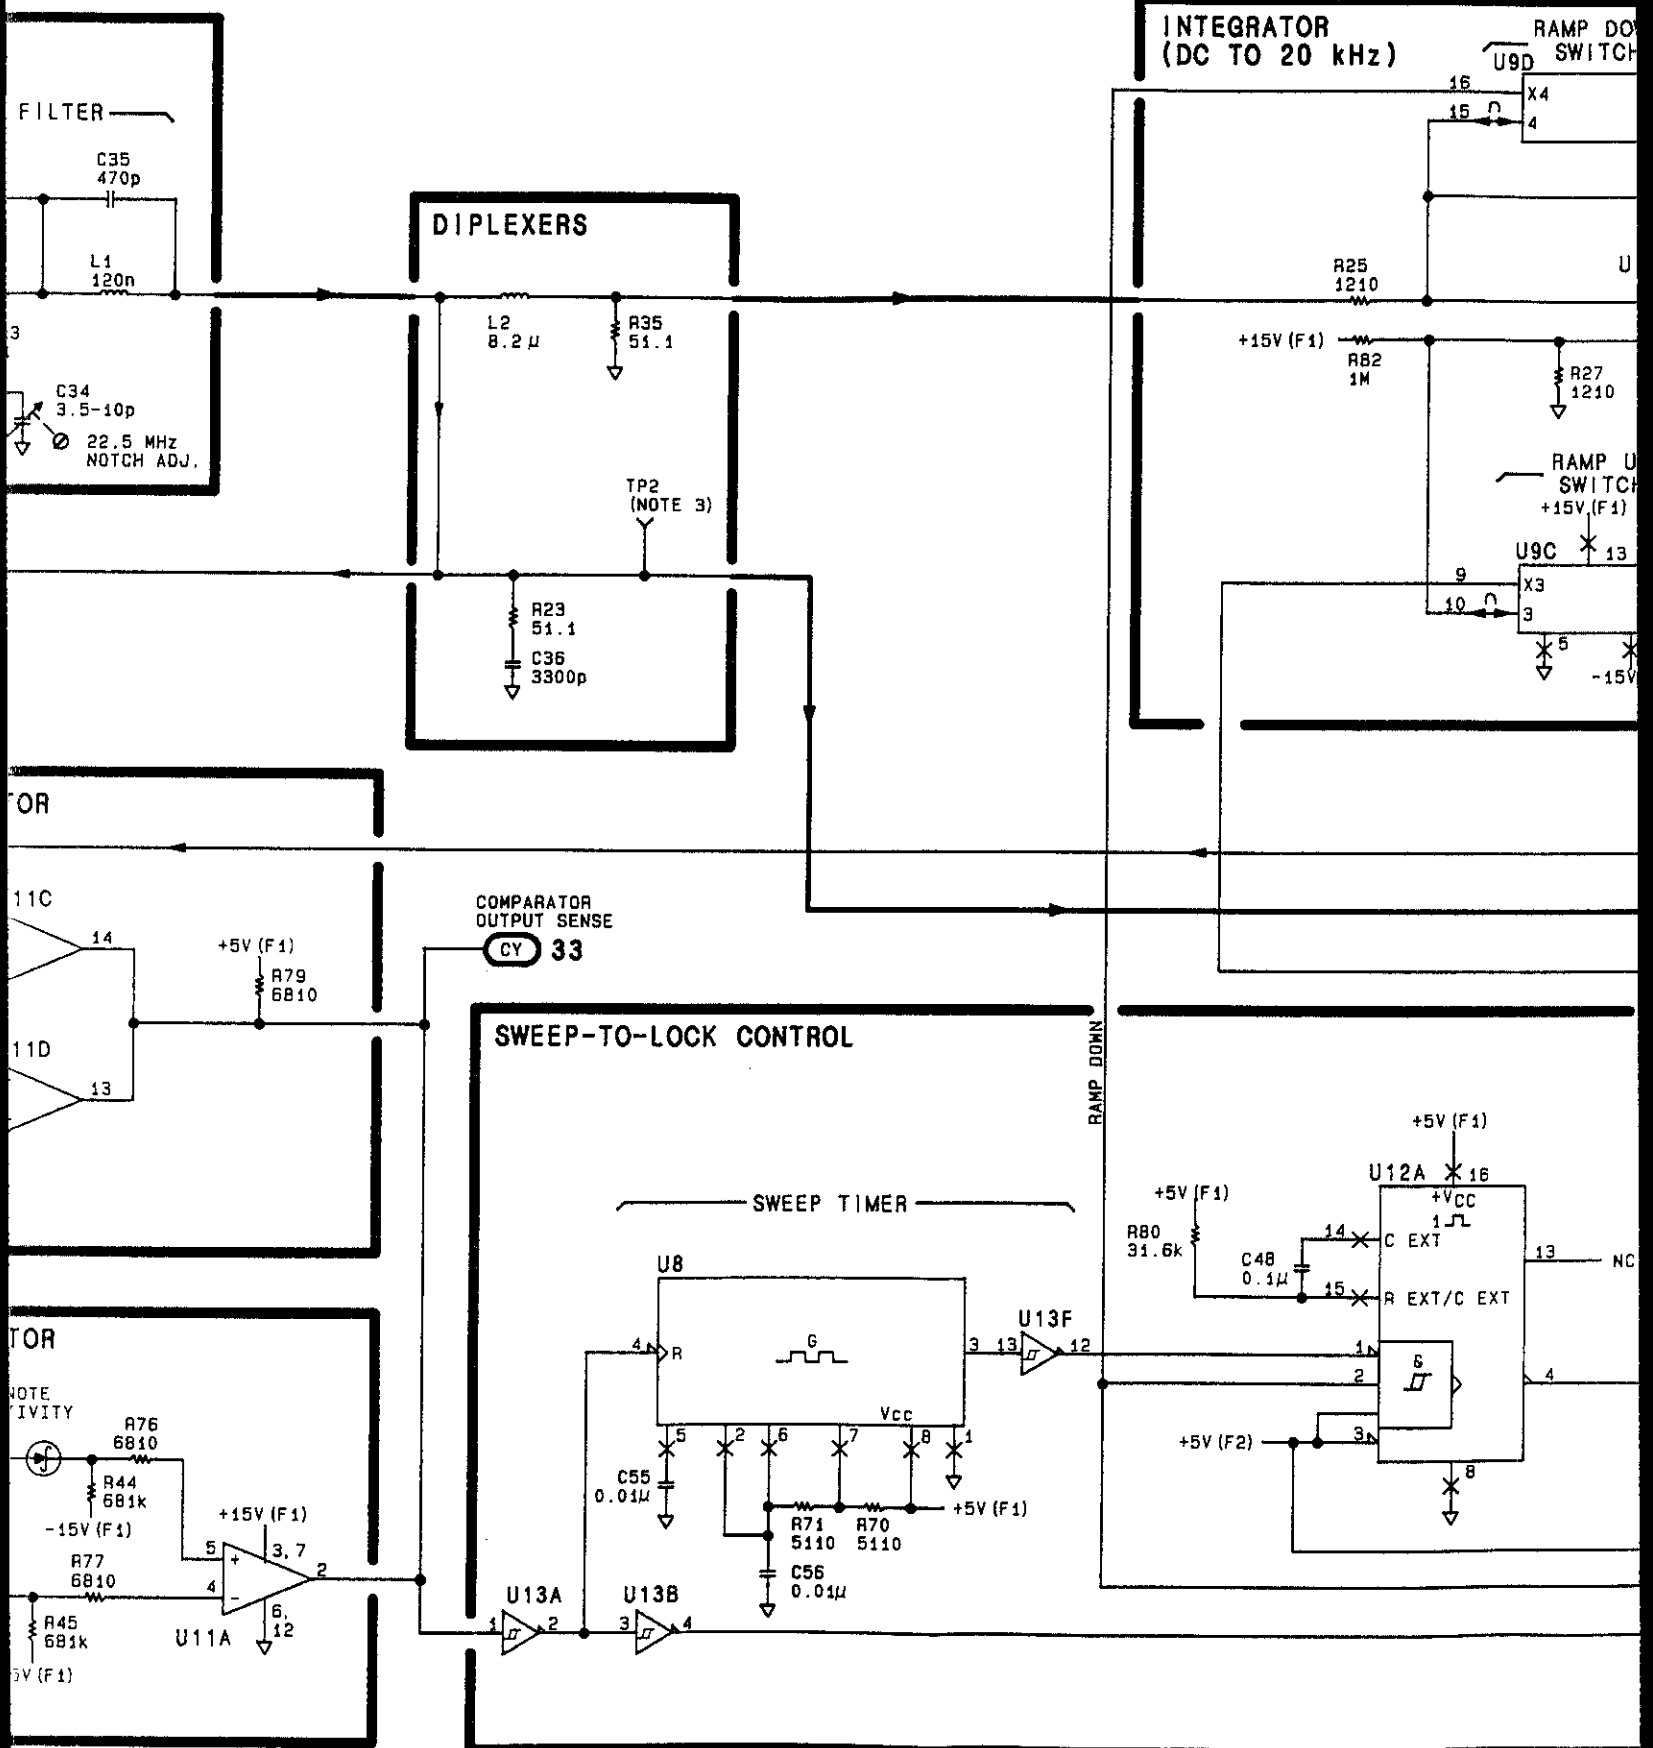 INTEGRATOR
(DC TO 20 kHz)
RAMP DO
SWITCH
U9D
16
X4
15
4
FILTER
C35
470p
L1
120n
3
C34
3.5-10p
22.5 MHz
NOTCH ADJ.
DIPLEXERS
L2
8.2µ
R35
51.1
TP2
(NOTE 3)
R23
51.1
C36
3300p
R25
1210
U
+15V(F1)
R82
1M
R27
1210
RAMP U
SWITCH
+15V(F1)
U9C
13
9
X3
10
3
5
-15V
TOR
11C
14
+5V(F1)
R79
6810
11D
13
COMPARATOR
OUTPUT SENSE
CY 33
SWEEP-TO-LOCK CONTROL
RAMP DOWN
SWEEP TIMER
U8
4
R
G
3
13
U13F
12
Vcc
5
2
6
7
8
1
C55
0.01µ
R71
5110
R70
5110
+5V(F1)
C56
0.01µ
U13A
1
2
U13B
3
4
+5V(F1)
U12A
16
+VCC
1
+5V(F1)
R80
31.6k
14
C EXT
C48
0.1µ
15
R EXT/C EXT
13
NC
1
&
2
4
+5V(F2)
3
8
TOR
NOTE
TIVITY
R76
6810
R44
681k
-15V(F1)
+15V(F1)
3,7
R77
6810
5
+
4
-
2
6,
12
U11A
R45
681k
5V(F1)